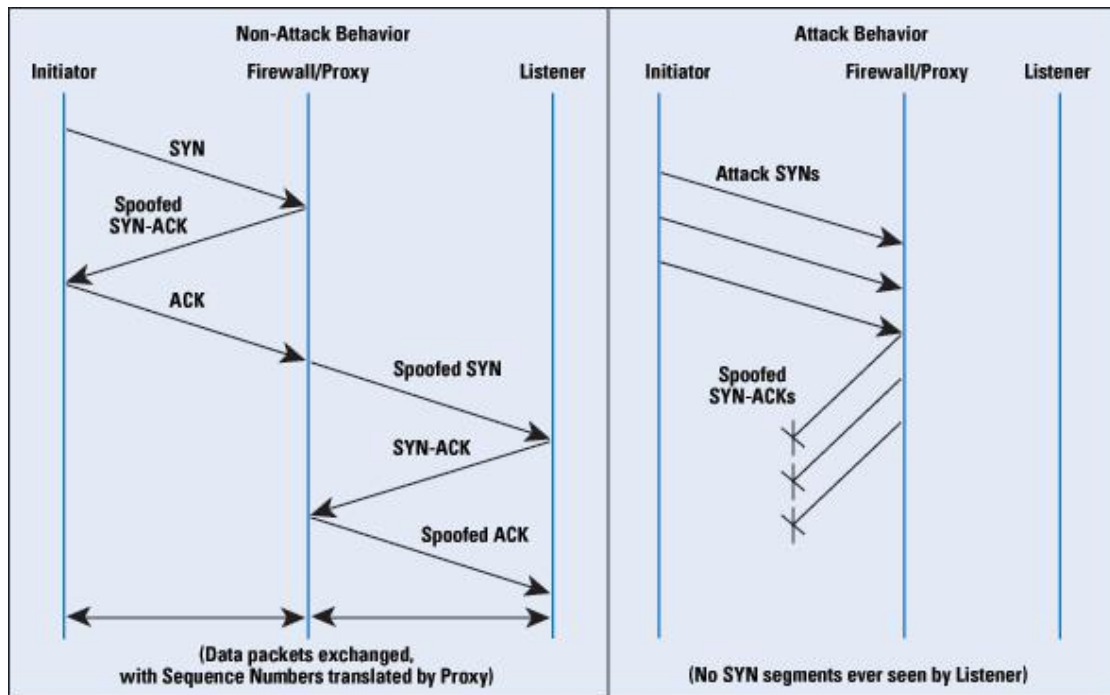 Non-Attack Behavior
Initiator
Firewall/Proxy
Listener
SYN
Spoofed
SYN-ACK
ACK
Spoofed SYN
SYN-ACK
Spoofed ACK
(Data packets exchanged,
with Sequence Numbers translated by Proxy)
Attack Behavior
Initiator
Firewall/Proxy
Listener
Attack SYNs
Spoofed
SYN-ACKs
(No SYN segments ever seen by Listener)